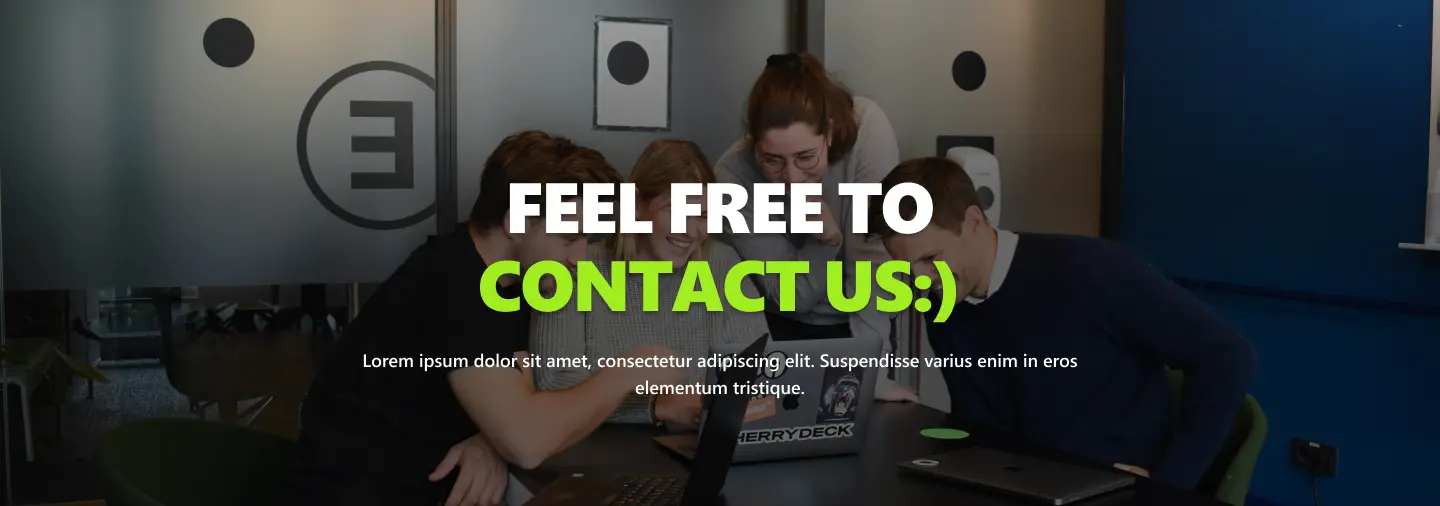 E
FEEL FREE TO
CONTACT US:)
Lorem ipsum dolor sit amet, consectetur adipiscing elit. Suspendisse varius enim in eros
elementum tristique.
HERRYDECK